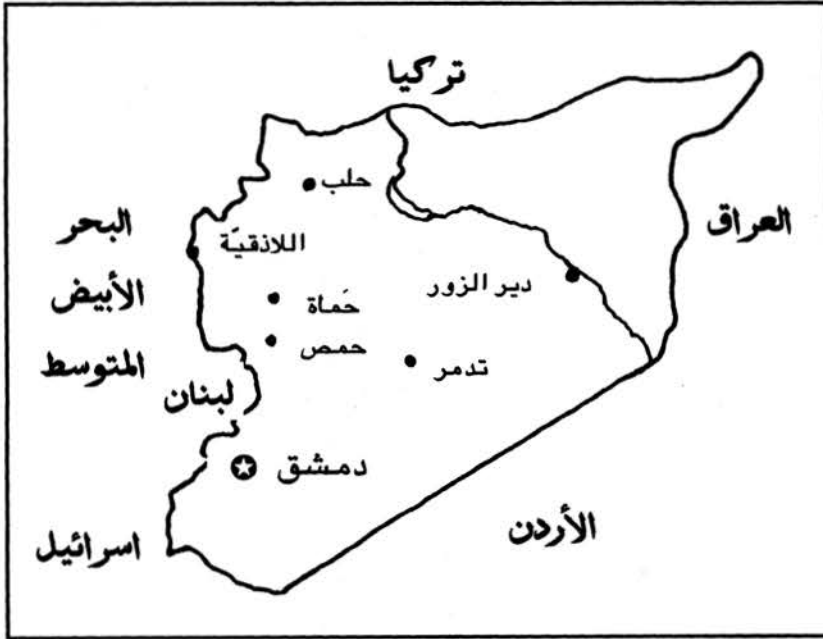 تركيا
حلب
البحر
الأبيض
المتوسط
اللاذقيّة
العراق
دير الزور
حَماة
حمص
تدمر
لبنان
دمشق
الأردن
اسرائيل